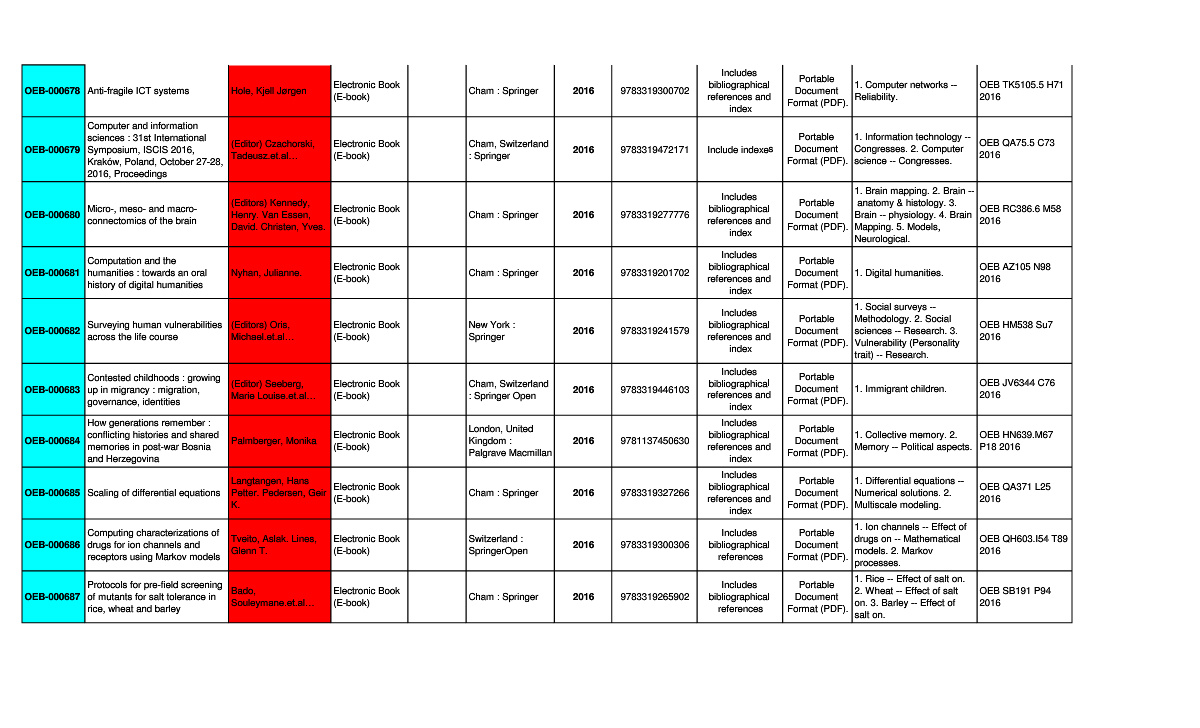 OEB-000678
Anti-fragile ICT systems
Hole, Kjell Jørgen
Electronic Book
(E-book)
Cham : Springer
2016
9783319300702
Includes
bibliographical
references and
index
Portable
Document
Format (PDF).
1. Computer networks --
Reliability.
OEB TK5105.5 H71
2016
OEB-000679
Computer and information
sciences : 31st International
Symposium, ISCIS 2016,
Kraków, Poland, October 27-28,
2016, Proceedings
(Editor) Czachorski,
Tadeusz.et al...
Electronic Book
(E-book)
Cham, Switzerland
: Springer
2016
9783319472171
Include indexes
Portable
Document
Format (PDF).
1. Information technology --
Congresses. 2. Computer
science -- Congresses.
OEB QA75.5 C73
2016
OEB-000680
Micro-, meso- and macro-
connectomics of the brain
(Editors) Kennedy,
Henry. Van Essen,
David. Christen, Yves.
Electronic Book
(E-book)
Cham : Springer
2016
9783319277776
Includes
bibliographical
references and
index
Portable
Document
Format (PDF).
1. Brain mapping. 2. Brain --
anatomy & histology. 3.
Brain -- physiology. 4. Brain
Mapping. 5. Models,
Neurological.
OEB RC386.6 M58
2016
OEB-000681
Computation and the
humanities : towards an oral
history of digital humanities
Nyhan, Julianne.
Electronic Book
(E-book)
Cham : Springer
2016
9783319201702
Includes
bibliographical
references and
index
Portable
Document
Format (PDF).
1. Digital humanities.
OEB AZ105 N98
2016
OEB-000682
Surveying human vulnerabilities
across the life course
(Editors) Oris,
Michael.et.al...
Electronic Book
(E-book)
New York :
Springer
2016
9783319241579
Includes
bibliographical
references and
index
Portable
Document
Format (PDF).
1. Social surveys --
Methodology. 2. Social
sciences -- Research. 3.
Vulnerability (Personality
trait) -- Research.
OEB HM538 Su7
2016
OEB-000683
Contested childhoods : growing
up in migrancy : migration,
governance, identities
(Editor) Seeberg,
Marie Louise.et.al...
Electronic Book
(E-book)
Cham, Switzerland
: Springer Open
2016
9783319446103
Includes
bibliographical
references and
index
Portable
Document
Format (PDF).
1. Immigrant children.
OEB JV6344 C76
2016
OEB-000684
How generations remember :
conflicting histories and shared
memories in post-war Bosnia
and Herzegovina
Palmberger, Monika.
Electronic Book
(E-book)
London, United
Kingdom :
Palgrave Macmillan
2016
9781137450630
Includes
bibliographical
references and
index
Portable
Document
Format (PDF).
1. Collective memory. 2.
Memory -- Political aspects.
OEB HN639.M67
P18 2016
OEB-000685
Scaling of differential equations
Langtangen, Hans
Petter. Pedersen, Geir
K.
Electronic Book
(E-book)
Cham : Springer
2016
9783319327266
Includes
bibliographical
references and
index
Portable
Document
Format (PDF).
1. Differential equations --
Numerical solutions. 2.
Multiscale modeling.
OEB QA371 L25
2016
OEB-000686
Computing characterizations of
drugs for ion channels and
receptors using Markov models
Tveito, Aslak. Lines,
Glenn T.
Electronic Book
(E-book)
Switzerland :
SpringerOpen
2016
9783319300306
Includes
bibliographical
references
Portable
Document
Format (PDF).
1. Ion channels -- Effect of
drugs on -- Mathematical
models. 2. Markov
processes.
OEB QH603.I54 T89
2016
OEB-000687
Protocols for pre-field screening
of mutants for salt tolerance in
rice, wheat and barley
Bado,
Souleymane.et.al...
Electronic Book
(E-book)
Cham : Springer
2016
9783319265902
Includes
bibliographical
references
Portable
Document
Format (PDF).
1. Rice -- Effect of salt on.
2. Wheat -- Effect of salt
on. 3. Barley -- Effect of
salt on.
OEB SB191 P94
2016